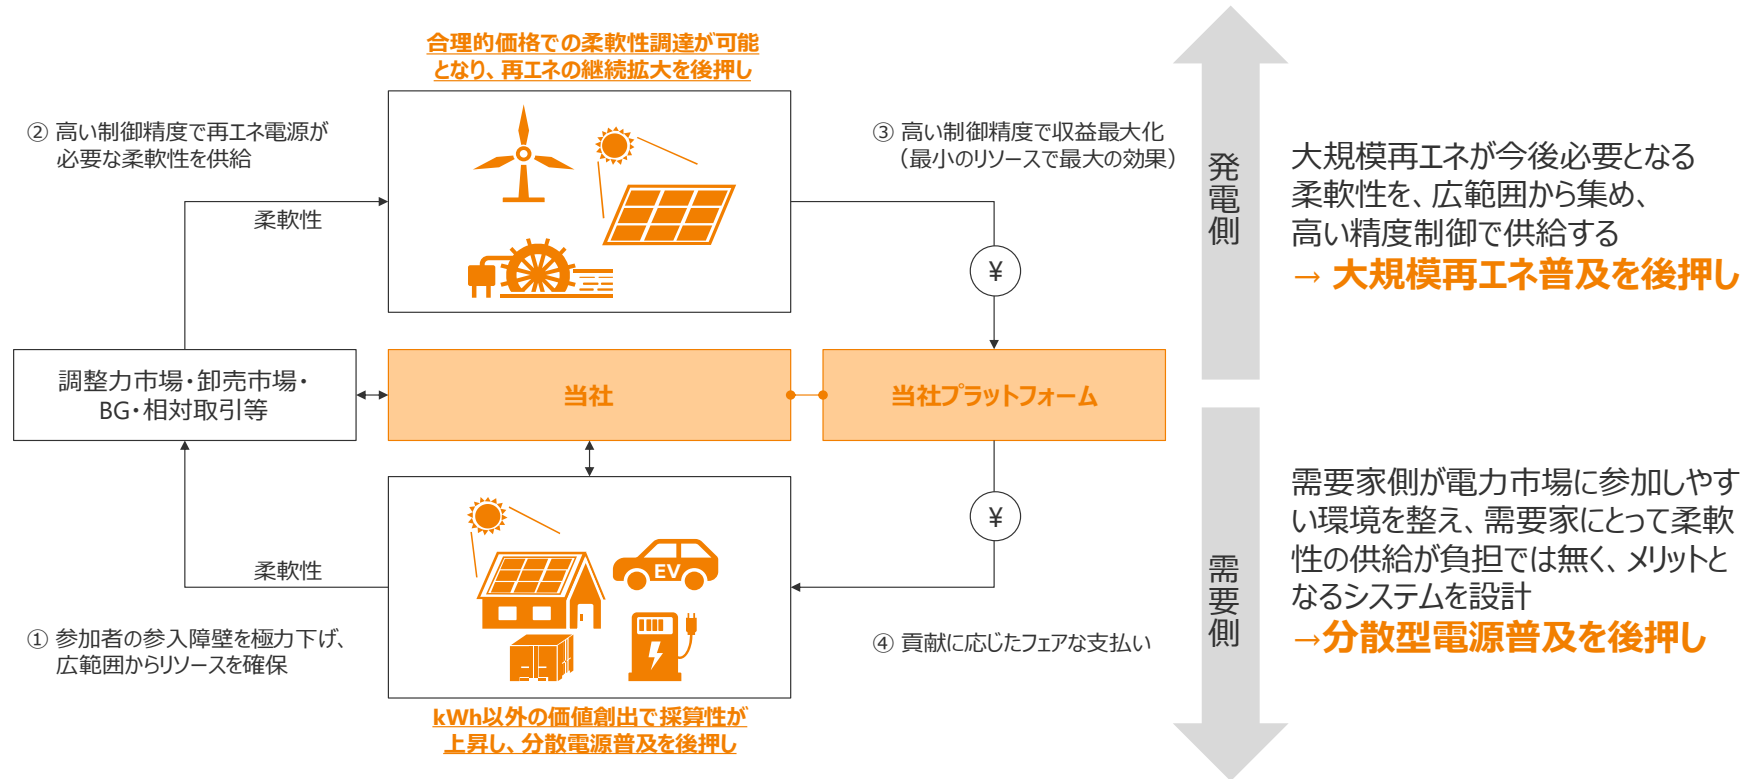 合理的価格での柔軟性調達が可能
となり、再エネの継続拡大を後押し
② 高い制御精度で再エネ電源が
必要な柔軟性を供給
③ 高い制御精度で収益最大化
（最小のリソースで最大の効果）
柔軟性
¥
調整力市場・卸売市場・
BG・相対取引等
当社
当社プラットフォーム
柔軟性
EV
¥
① 参加者の参入障壁を極力下げ、
広範囲からリソースを確保
④ 貢献に応じたフェアな支払い
kWh以外の価値創出で採算性が
上昇し、分散電源普及を後押し
発電側
大規模再エネが今後必要となる
柔軟性を、広範囲から集め、
高い精度制御で供給する
→ 大規模再エネ普及を後押し
需要側
需要家側が電力市場に参加しやす
い環境を整え、需要家にとって柔軟
性の供給が負担では無く、メリットと
なるシステムを設計
→分散型電源普及を後押し